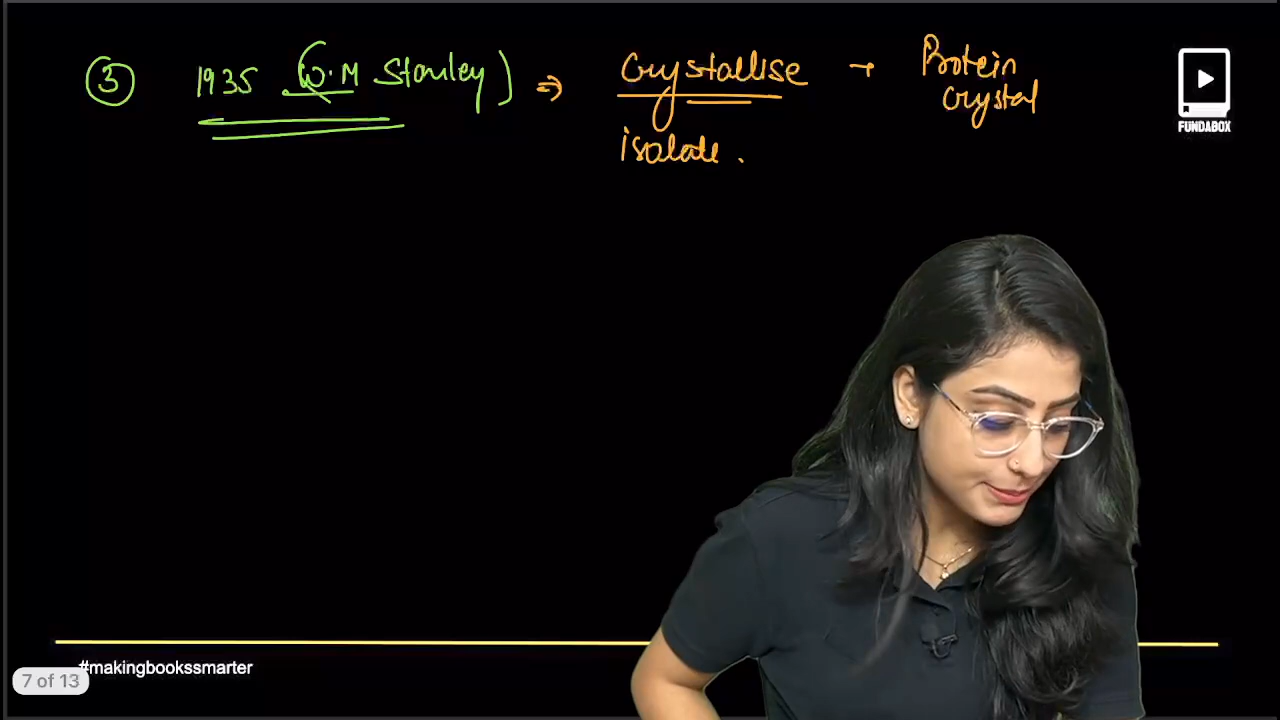 3 1935 (W.M Stanley) ⇒ Crystallise → Protein crystal
isolate.
FUNDABOX
#makingbookssmarter
7 of 13